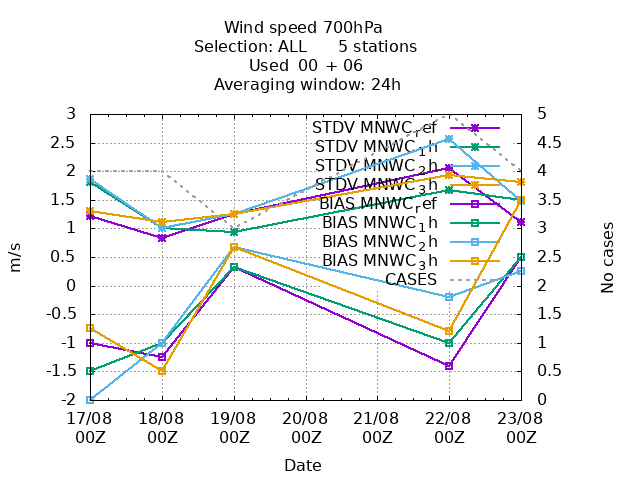 Wind speed 700hPa
Selection: ALL 5 stations
Used 00 + 06
Averaging window: 24h
3 5
STDV MNWC_ref
2.5 4.5
STDV MNWC_1h
2 4
STDV MNWC_2h
STDV MNWC_3h
1.5 3.5
BIAS MNWC_ref
1 3
BIAS MNWC_1h
BIAS MNWC_2h
0.5 2.5
BIAS MNWC_3h
0 2
CASES
-0.5 1.5
-1 1
-1.5 0.5
-2 0
m/s
No cases
17/08 18/08 19/08 20/08 21/08 22/08 23/08
00Z 00Z 00Z 00Z 00Z 00Z 00Z
Date